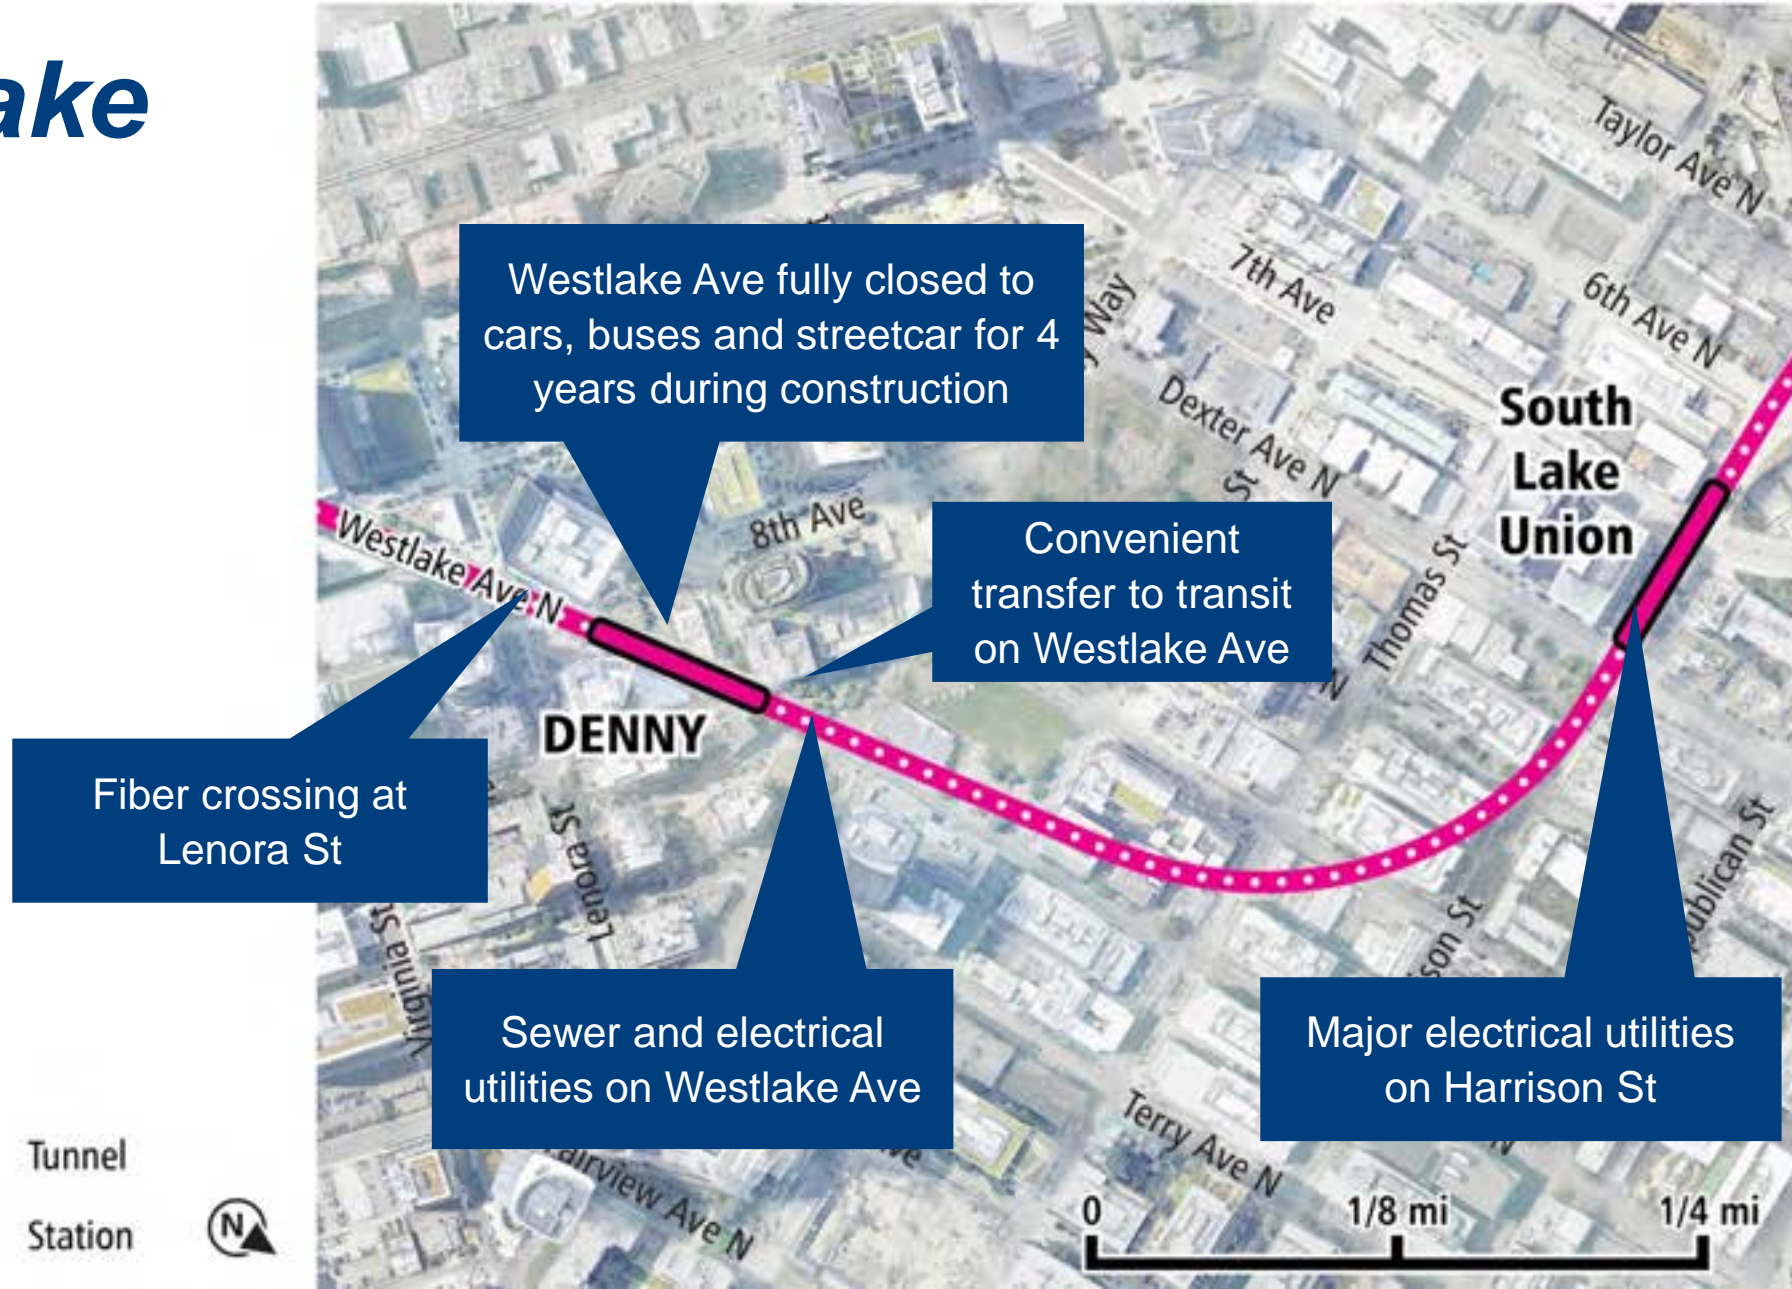 ake
Taylor Ave N
7th Ave
6th Ave N
Westlake Ave fully closed to
cars, buses and streetcar for 4
years during construction
Way
Dexter Ave N
St
South
Lake
Union
8th Ave
Westlake Ave N
Convenient
transfer to transit
on Westlake Ave
Thomas St
N
DENNY
Fiber crossing at
Lenora St
Lenora St
Virginia St
Sewer and electrical
utilities on Westlake Ave
Major electrical utilities
on Harrison St
Terry Ave N
Fairview Ave N
Tunnel
Station
N
0
1/8 mi
1/4 mi